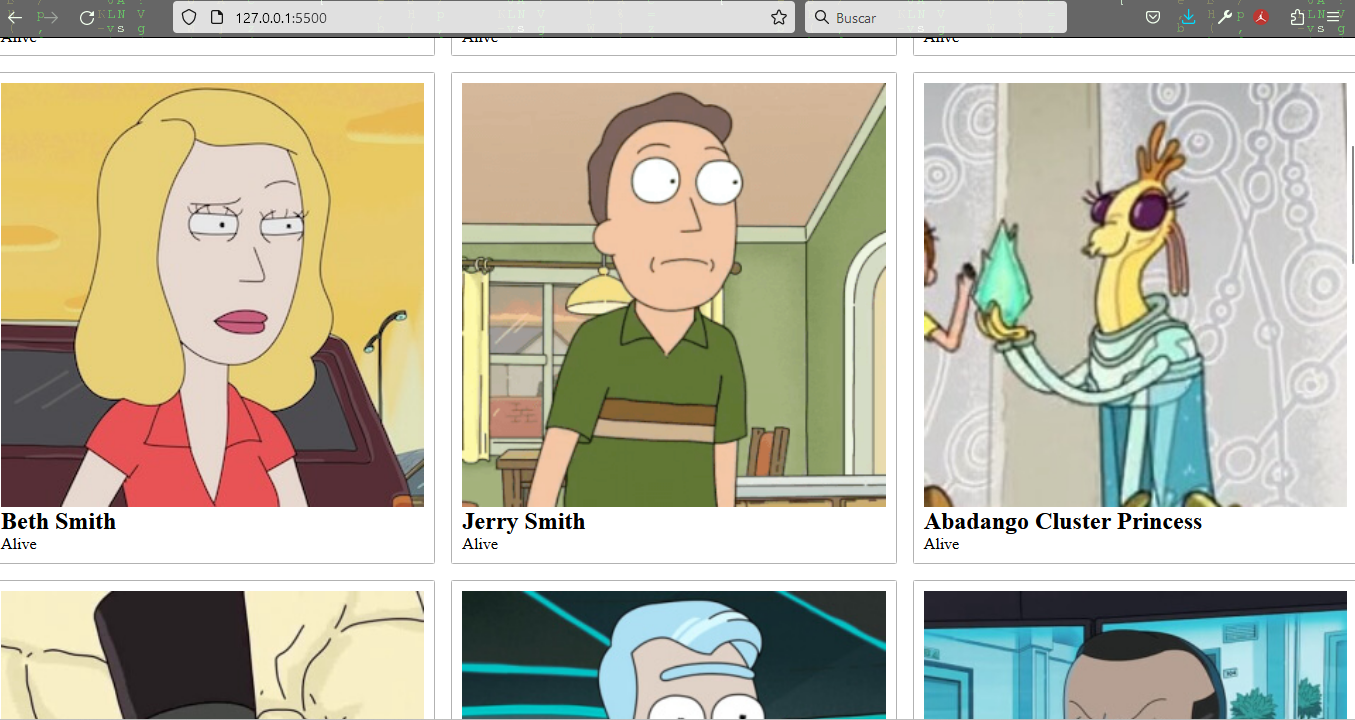 127.0.0.1:5500
Buscar
Alive
Alive
Alive
Beth Smith
Jerry Smith
Abadango Cluster Princess
Alive
Alive
Alive